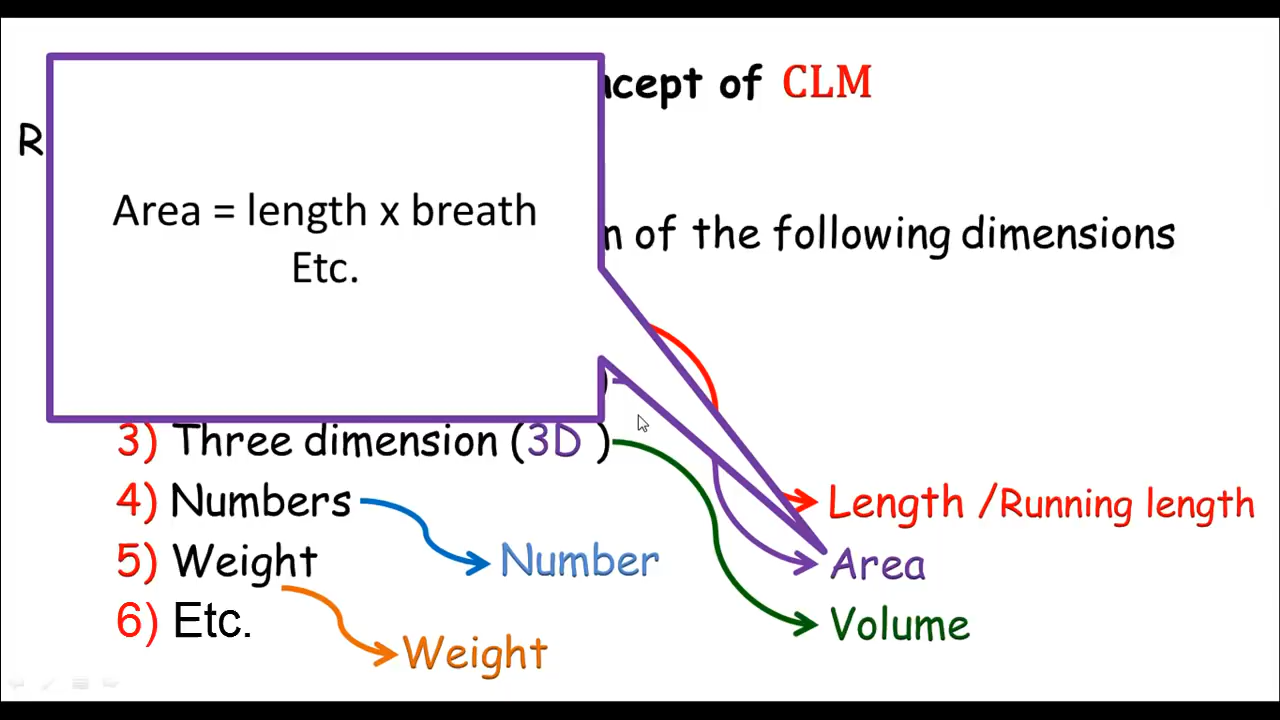 of CLM
R
Area = length x breath
Etc.
of the following dimensions
3) Three dimension (3D )
4) Numbers
5) Weight
6) Etc.
Length /Running length
Area
Number
Volume
Weight